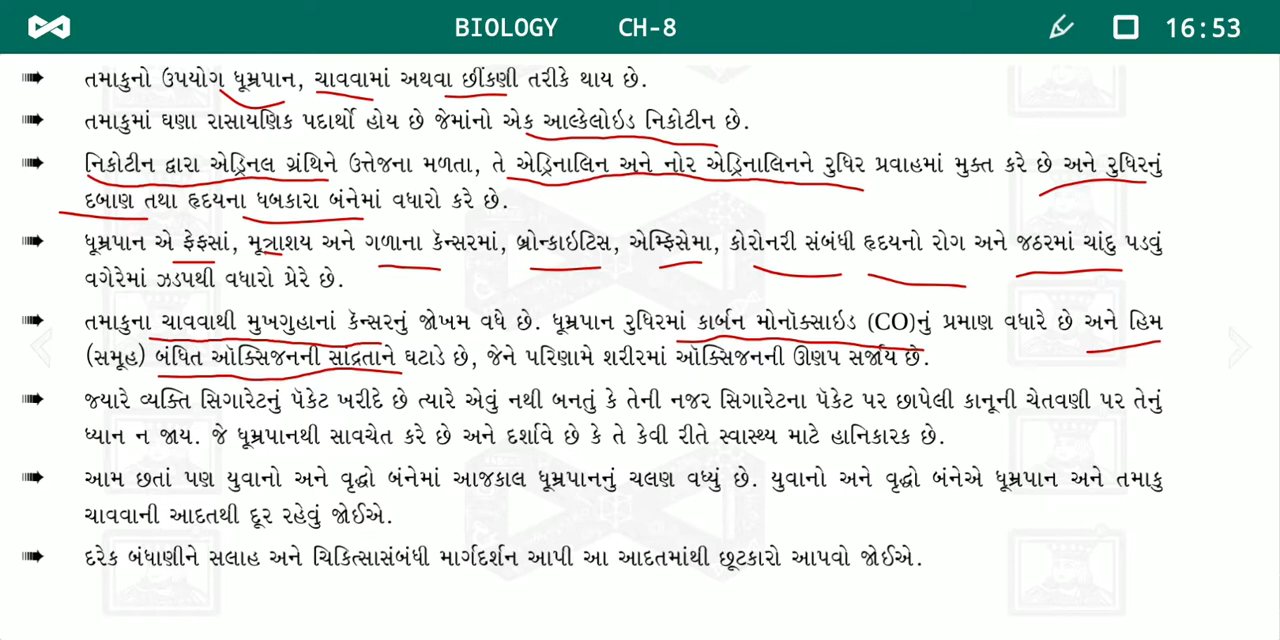 BIOLOGY CH-8 16:53
તમાકુનો ઉપયોગ ધૂમ્રપાન, ચાવવામાં અથવા છીંકણી તરીકે થાય છે.
તમાકુમાં ઘણા રાસાયણિક પદાર્થો હોય છે જેમાંનો એક આલ્કેલોઇડ નિકોટીન છે.
નિકોટીન દ્વારા એડ્રિનલ ગ્રંથિને ઉત્તેજના મળતા, તે એડ્રિનાલિન અને નોર એડ્રિનાલિનને રુધિર પ્રવાહમાં મુક્ત કરે છે અને રુધિરનું
દબાણ તથા હૃદયના ધબકારા બંનેમાં વધારો કરે છે.
ધૂમ્રપાન એ ફેફસાં, મૂત્રાશય અને ગળાના કૅન્સરમાં, બ્રોન્કાઇટિસ, એમ્ફિસેમા, કોરોનરી સંબંધી હૃદયનો રોગ અને જઠરમાં ચાંદુ પડવું
વગેરેમાં ઝડપથી વધારો પ્રેરે છે.
તમાકુના ચાવવાથી મુખગુહાનાં કૅન્સરનું જોખમ વધે છે. ધૂમ્રપાન રુધિરમાં કાર્બન મોનૉક્સાઇડ (CO)નું પ્રમાણ વધારે છે અને હિમ
(સમૂહ) બંધિત ઑક્સિજનની સાંદ્રતાને ઘટાડે છે, જેને પરિણામે શરીરમાં ઑક્સિજનની ઊણપ સર્જાય છે.
જ્યારે વ્યક્તિ સિગારેટનું પૅકેટ ખરીદે છે ત્યારે એવું નથી બનતું કે તેની નજર સિગારેટના પૅકેટ પર છાપેલી કાનૂની ચેતવણી પર તેનું
ધ્યાન ન જાય. જે ધૂમ્રપાનથી સાવચેત કરે છે અને દર્શાવે છે કે તે કેવી રીતે સ્વાસ્થ્ય માટે હાનિકારક છે.
આમ છતાં પણ યુવાનો અને વૃદ્ધો બંનેમાં આજકાલ ધૂમ્રપાનનું ચલણ વધ્યું છે. યુવાનો અને વૃદ્ધો બંનેએ ધૂમ્રપાન અને તમાકુ
ચાવવાની આદતથી દૂર રહેવું જોઈએ.
દરેક બંધાણીને સલાહ અને ચિકિત્સાસંબંધી માર્ગદર્શન આપી આ આદતમાંથી છૂટકારો આપવો જોઈએ.